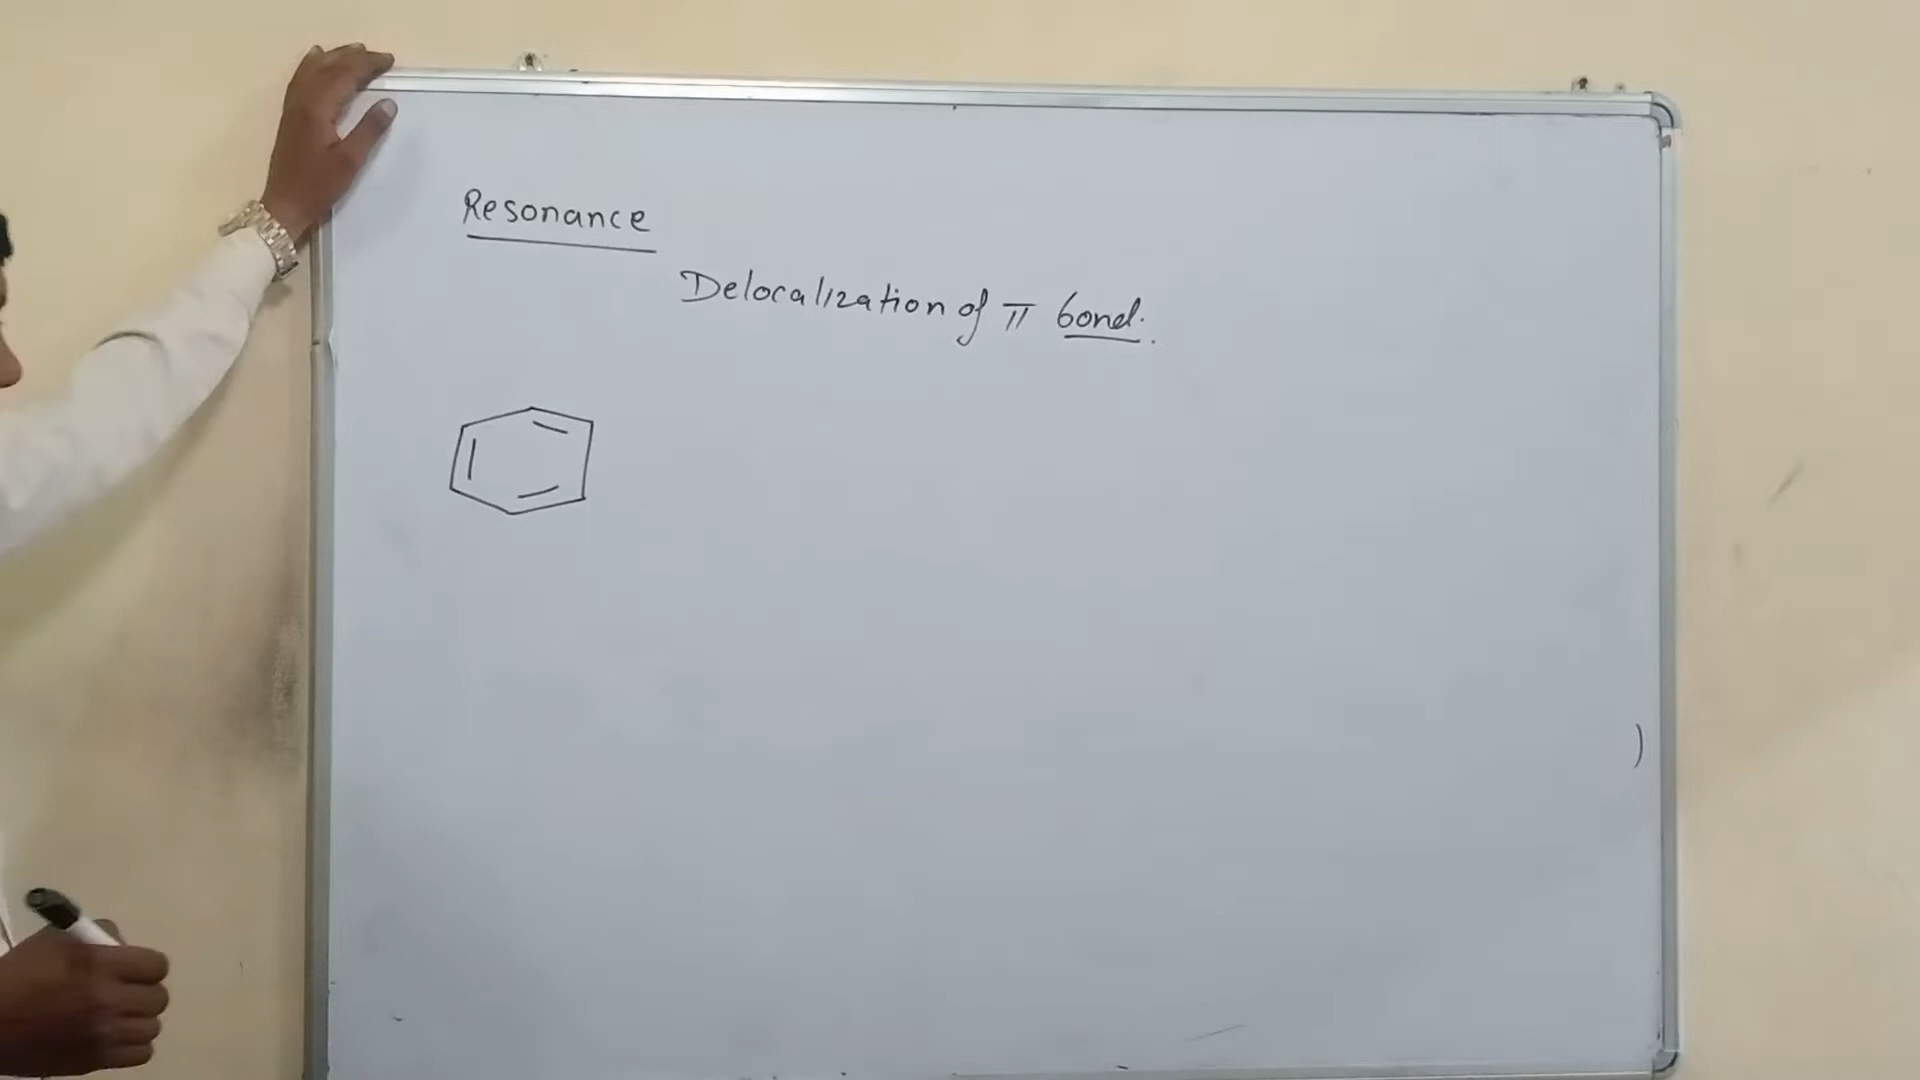 Resonance
Delocalization of π bond.